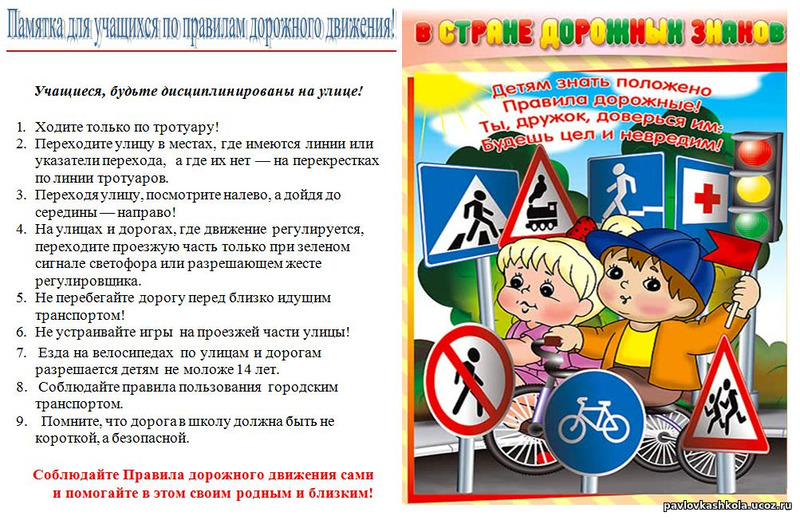 Памятка для учащихся по правилам дорожного движения!
Учащиеся, будьте дисциплинированы на улице!
1. Ходите только по тротуару!
2. Переходите улицу в местах, где имеются линии или
указатели перехода, а где их нет — на перекрестках
по линии тротуаров.
3. Переходя улицу, посмотрите налево, а дойдя до
середины — направо!
4. На улицах и дорогах, где движение регулируется,
переходите проезжую часть только при зеленом
сигнале светофора или разрешающем жесте
регулировщика.
5. Не перебегайте дорогу перед близко идущим
транспортом!
6. Не устраивайте игры на проезжей части улицы!
7. Езда на велосипедах по улицам и дорогам
разрешается детям не моложе 14 лет.
8. Соблюдайте правила пользования городским
транспортом.
9. Помните, что дорога в школу должна быть не
короткой, а безопасной.
Соблюдайте Правила дорожного движения сами
и помогайте в этом своим родным и близким!
В СТРАНЕ ДОРОЖНЫХ ЗНАКОВ
Детям знать положено
Правила дорожные!
Ты, дружок, доверься им:
Будешь цел и невредим!
pavlovkashkola.ucoz.ru